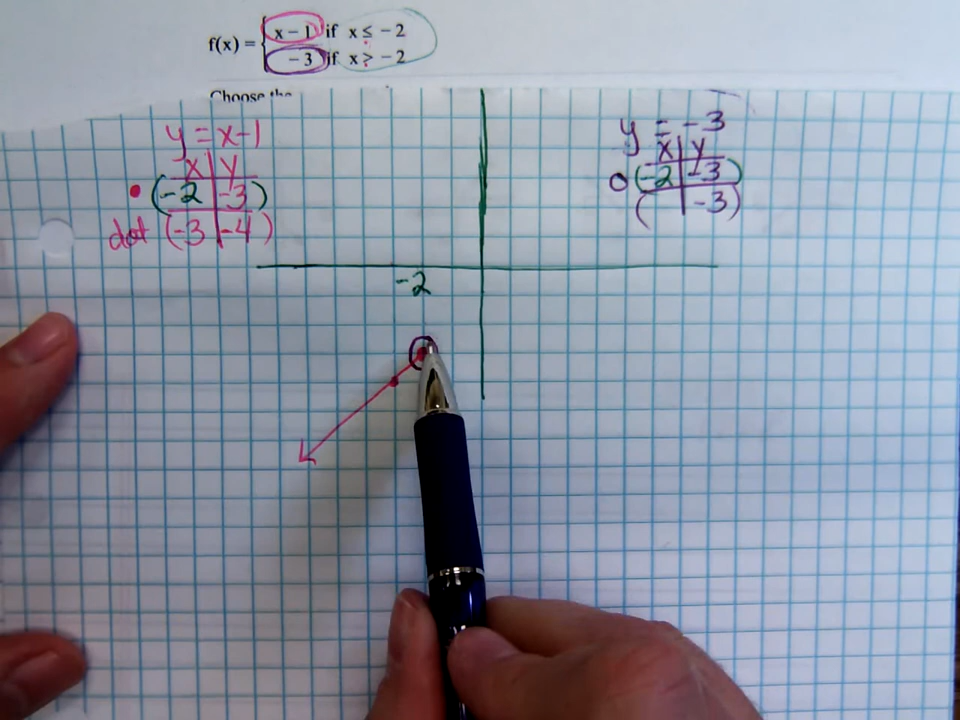 f(x) = { x − 1 if x ≤ − 2
− 3 if x > − 2
Choose the
y = x-1
x | y
(-2 | -3)
dot (-3 | -4)
y = -3
x | y
(-2 | -3)
( | -3)
-2